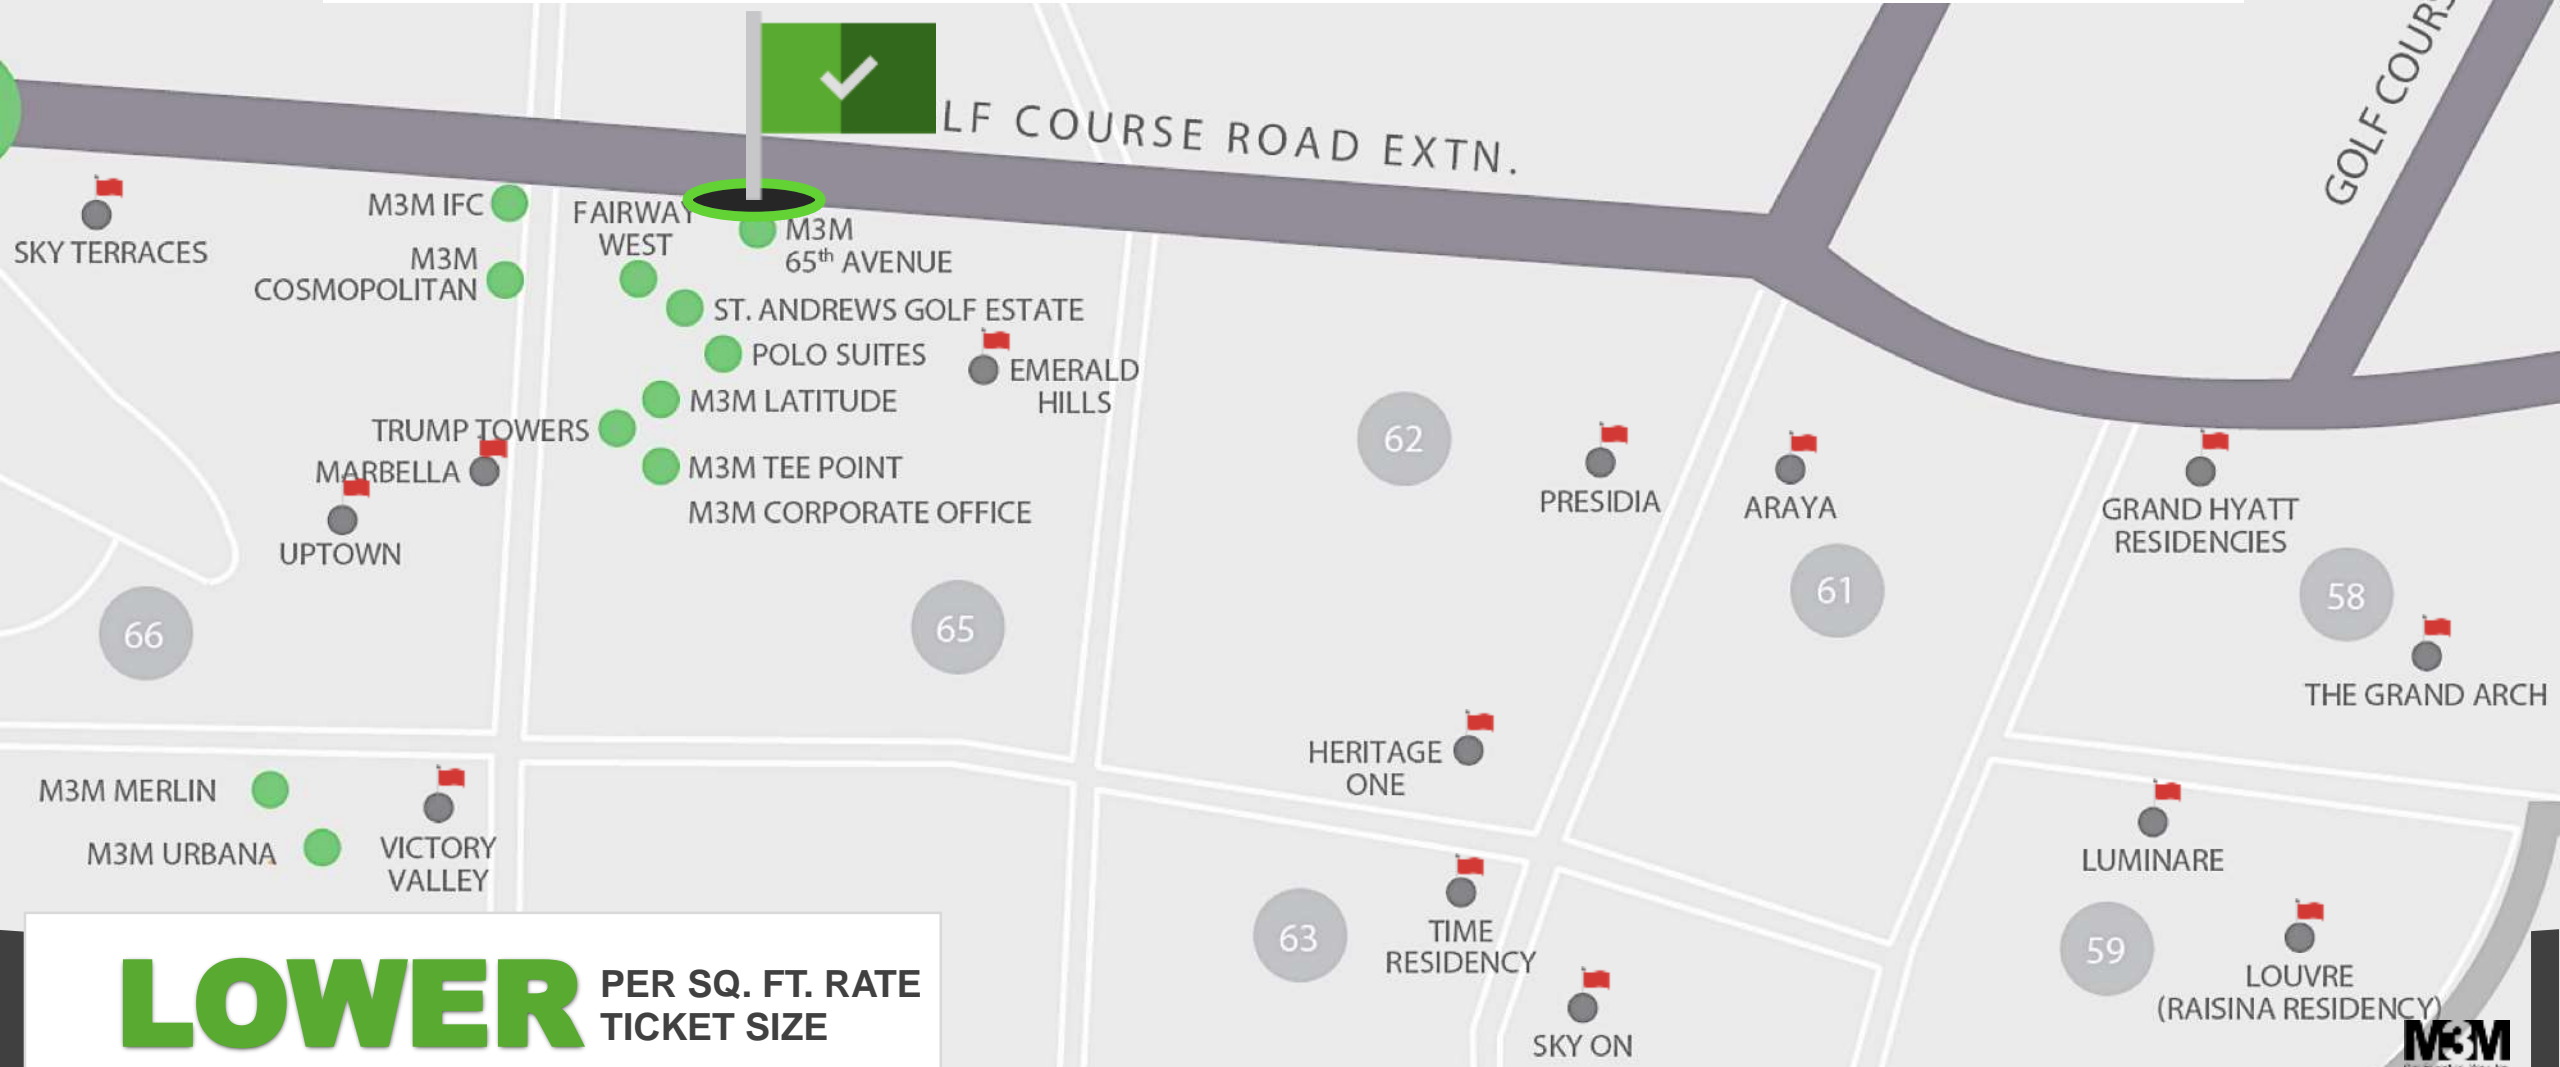 LF COURSE ROAD EXTN.
GOLF COURS
SKY TERRACES
M3M IFC
M3M
COSMOPOLITAN
FAIRWAY
WEST
M3M
65th AVENUE
ST. ANDREWS GOLF ESTATE
POLO SUITES
EMERALD
HILLS
M3M LATITUDE
TRUMP TOWERS
MARBELLA
M3M TEE POINT
M3M CORPORATE OFFICE
UPTOWN
62
PRESIDIA
ARAYA
GRAND HYATT
RESIDENCIES
66
65
61
58
THE GRAND ARCH
HERITAGE
ONE
M3M MERLIN
M3M URBANA
VICTORY
VALLEY
LUMINARE
63
TIME
RESIDENCY
SKY ON
59
LOUVRE
(RAISINA RESIDENCY)
LOWER
PER SQ. FT. RATE
TICKET SIZE
M3M